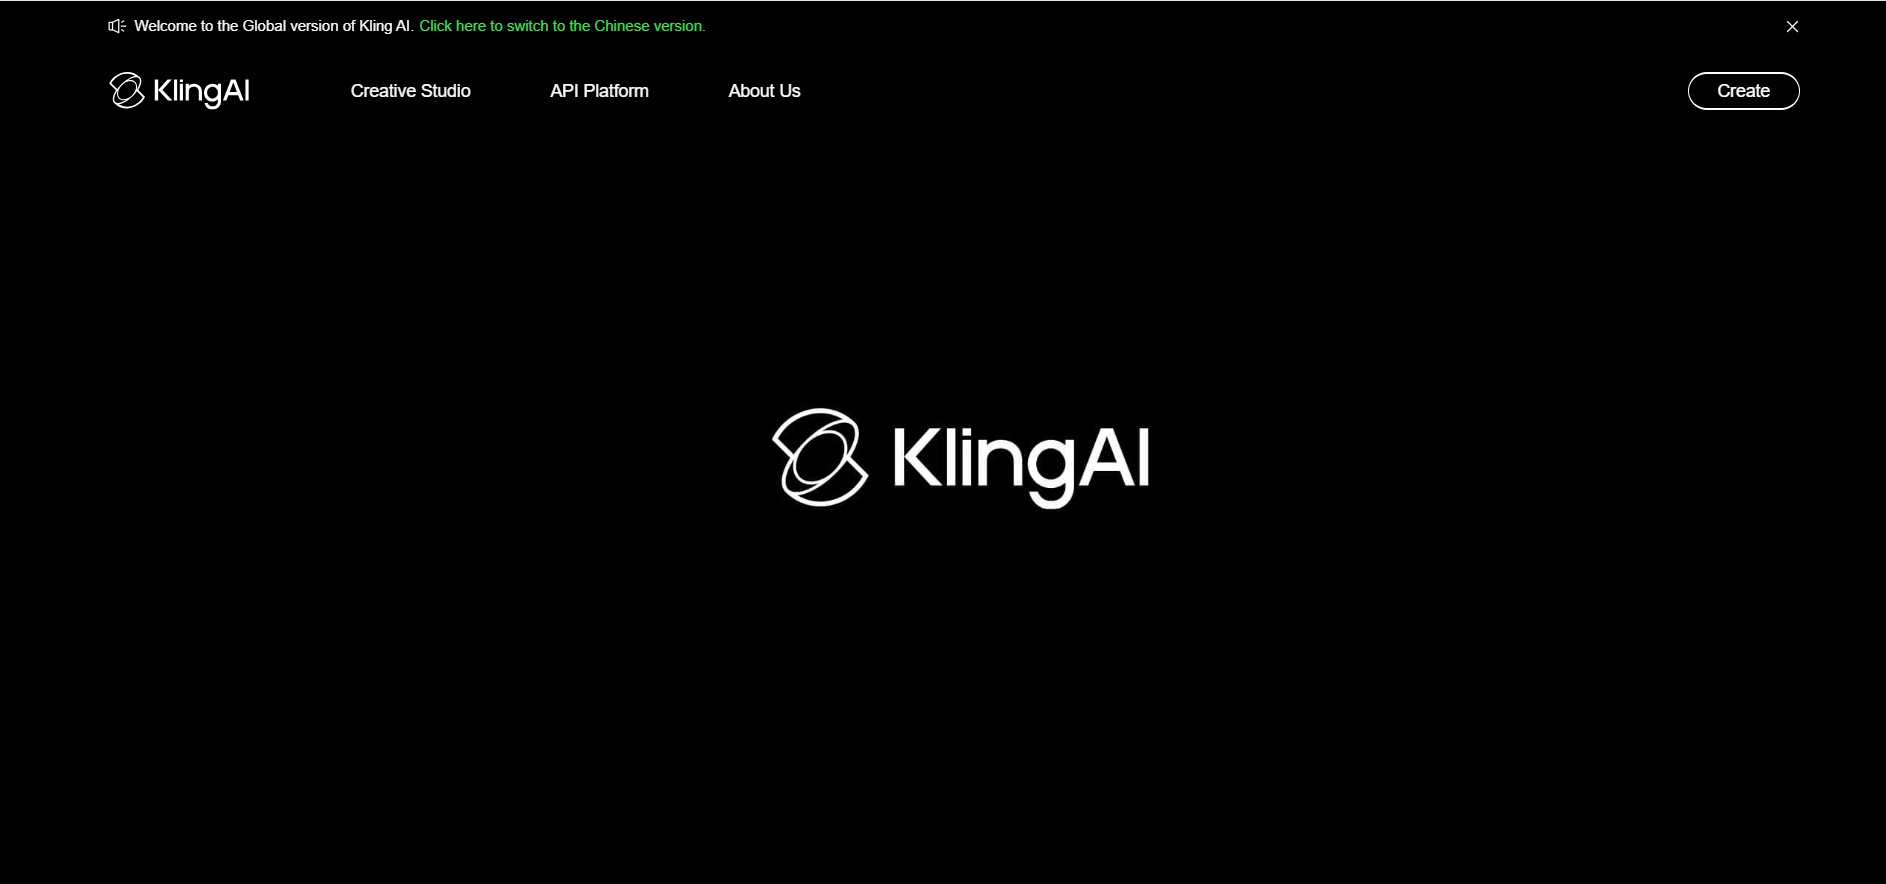 Welcome to the Global version of Kling AI. Click here to switch to the Chinese version.
KlingAI
Creative Studio
API Platform
About Us
Create
KlingAI